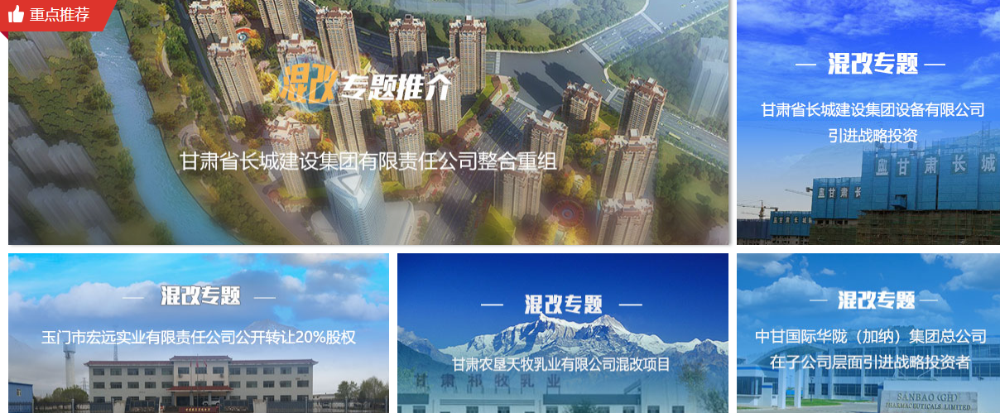 重点推荐
混改专题推介
甘肃省长城建设集团有限责任公司整合重组
混改专题
甘肃省长城建设集团设备有限公司
引进战略投资
甘肃长城
甘肃长
混改专题
玉门市宏远实业有限责任公司公开转让20%股权
混改专题
甘肃农垦天牧乳业有限公司混改项目
甘肃祁牧乳业
混改专题
中甘国际华陇（加纳）集团总公司
在子公司层面引进战略投资者
SANBAO (GH)
PHARMACEUTICALS LIMITED